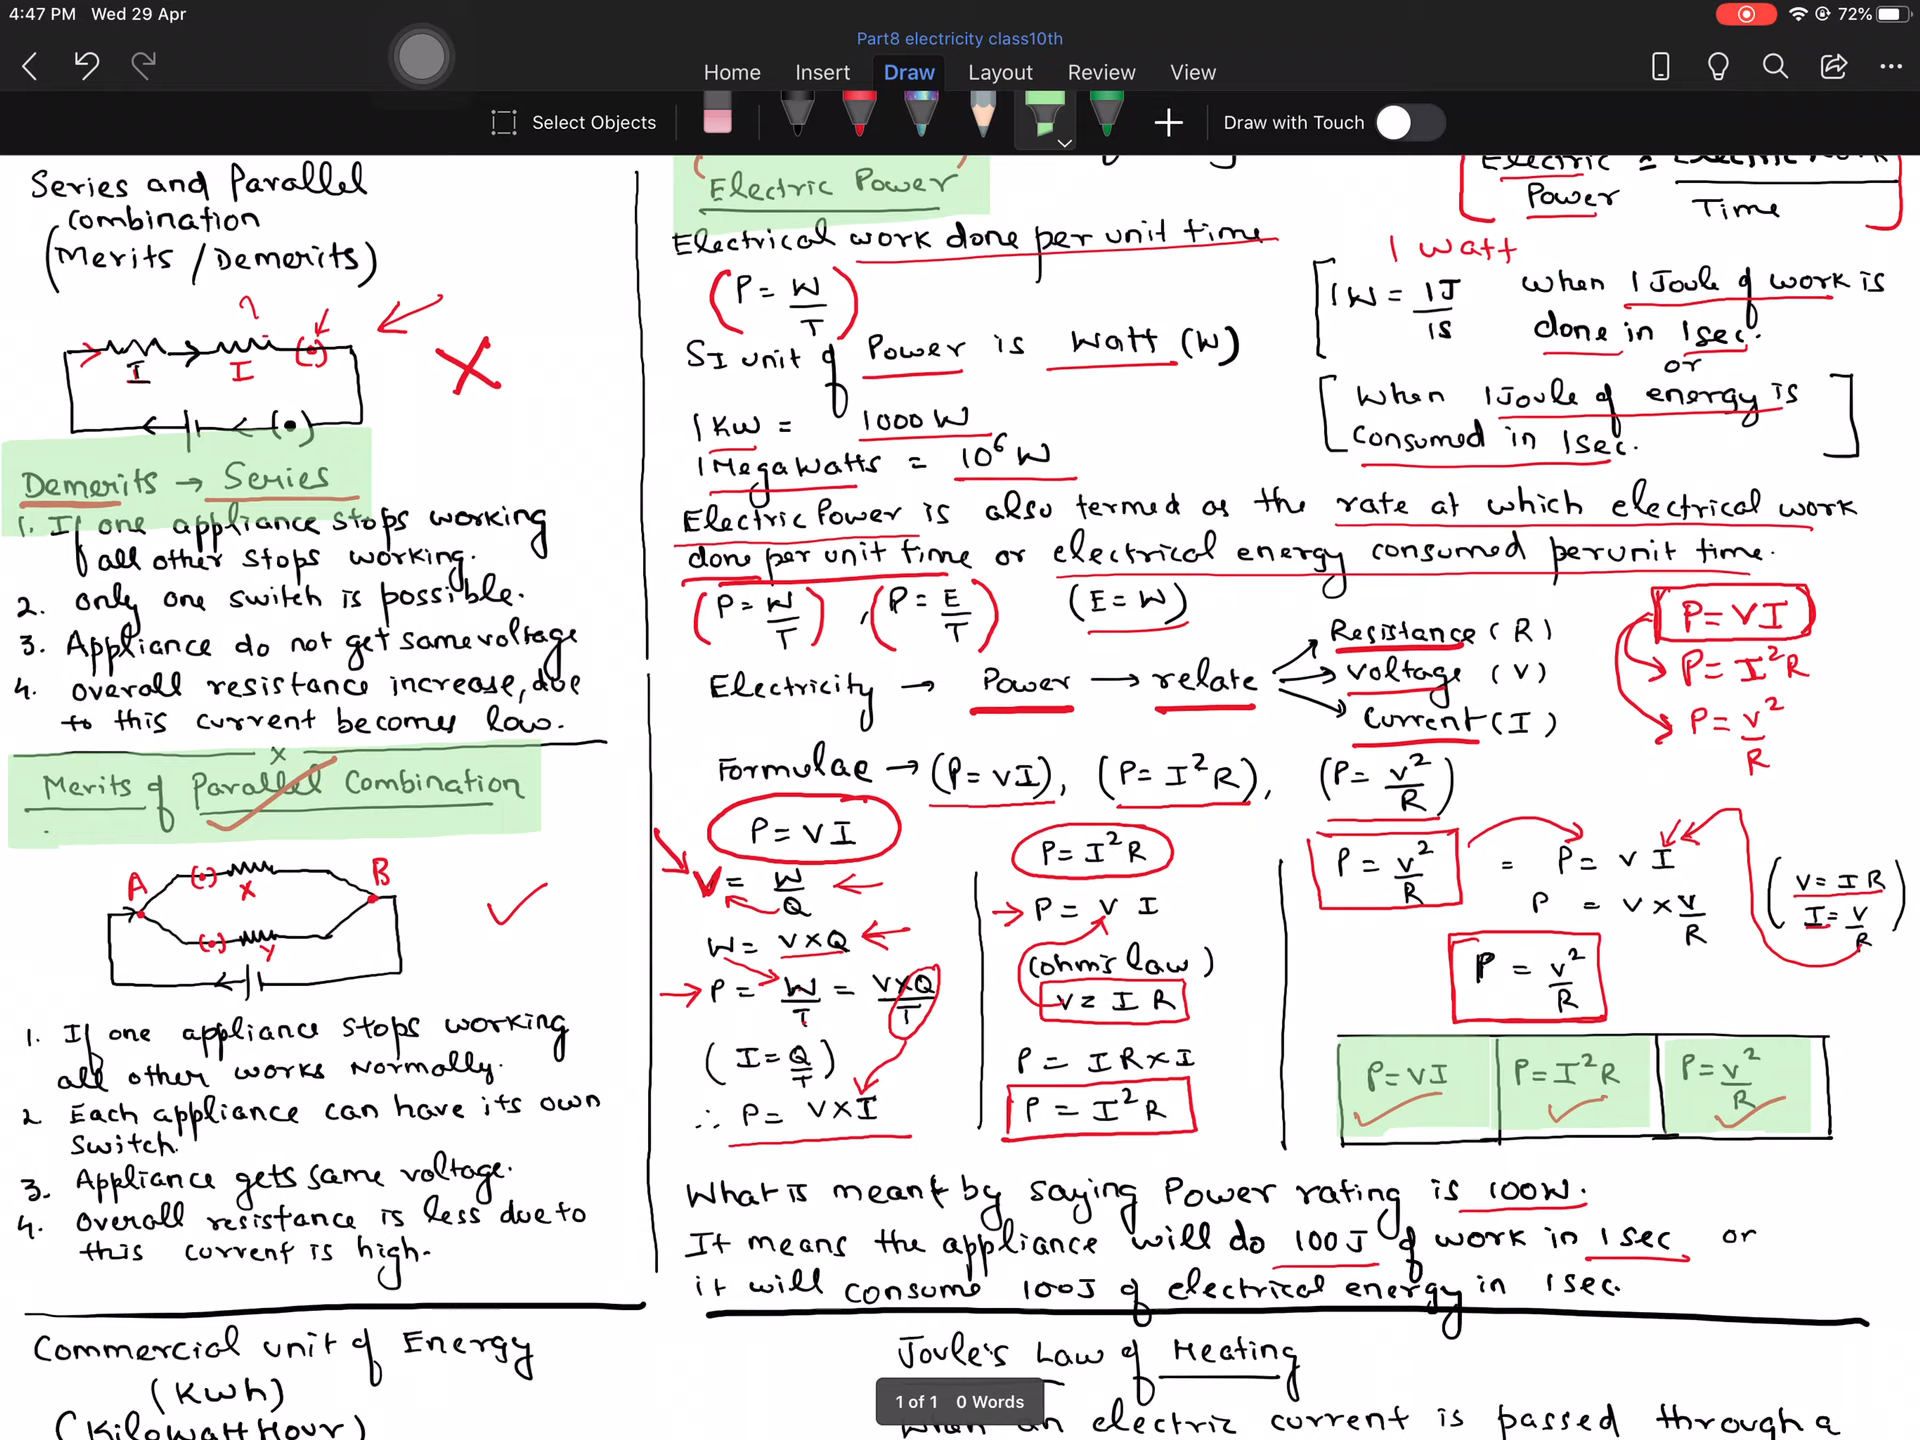 4:47 PM Wed 29 Apr
72%
Part8 electricity class10th
Home Insert Draw Layout Review View
Select Objects
Draw with Touch
Series and Parallel
Combination
(Merits / Demerits)
I I
Demerits → Series
1. If one appliance stops working
all other stops working.
2. only one switch is possible.
3. Appliance do not get same voltage
4. overall resistance increase, due
to this current becomes low.
x
Merits of Parallel Combination
A B
X
Y
1. If one appliance stops working
all other works Normally.
2. Each appliance can have its own
Switch.
3. Appliance gets same voltage.
4. Overall resistance is less due to
this current is high.
Commercial unit of Energy
(Kwh)
(Kilowatt Hour)
Electric Power
Electrical work done per unit time
(P = W/T)
SI unit of Power is Watt (W)
1 KW = 1000 W
1 MegaWatts = 10⁶ W
Electric
Power = Time
1 Watt
1W = 1J/1S when 1 Joule of work is
done in 1sec.
or
When 1Joule of energy is
Consumed in 1sec.
Electric Power is also termed as the rate at which electrical work
done per unit time or electrical energy consumed per unit time.
(P = W/T), (P = E/T) (E = W)
Electricity → Power → relate
Resistance (R)
Voltage (V)
Current (I)
P = VI
P = I²R
P = V²/R
Formulae → (P = VI), (P = I²R), (P = V²/R)
P = VI
V = W/Q
W = V×Q
P = W/T = V×Q/T
(I = Q/T)
∴ P = V×I
P = I²R
P = V I
(ohm's law)
V = I R
P = I R × I
P = I²R
P = V²/R = P = V I
P = V × V/R
(V = I R
I = V/R)
P = V²/R
P = VI P = I²R P = V²/R
What is meant by saying Power rating is 100W.
It means the appliance will do 100J of work in 1 sec or
it will consume 100J of electrical energy in 1 sec.
Joule's Law of Heating
1 of 1 0 Words
When an electric current is passed through a